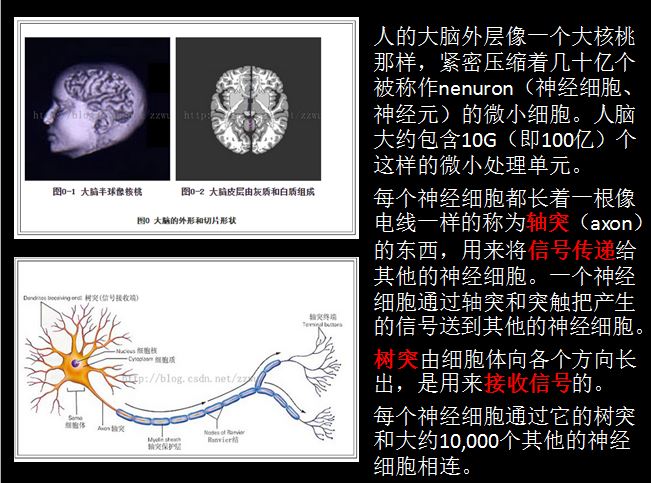 http://blog.csdn.net/zzwu
图0-1 大脑半球像核桃
图0-2 大脑皮层由灰质和白质组成
图0 大脑的外形和切片形状
Dendrites (receiving end) 树突(信号接收端)
Nucleus 细胞核
Cytoplasm 细胞质
轴突终端
Terminal buttons
http://blog.csdn.net/zzwu
Soma
细胞体
Axon 轴突
Myelin sheath
轴突保护层
Nodes of Ranvier
Ranvier结
人的大脑外层像一个大核桃
那样，紧密压缩着几十亿个
被称作nenuron（神经细胞、
神经元）的微小细胞。人脑
大约包含10G（即100亿）个
这样的微小处理单元。
每个神经细胞都长着一根像
电线一样的称为轴突（axon）
的东西，用来将信号传递给
其他的神经细胞。一个神经
细胞通过轴突和突触把产生
的信号送到其他的神经细胞。
树突由细胞体向各个方向长
出，是用来接收信号的。
每个神经细胞通过它的树突
和大约10,000个其他的神经
细胞相连。